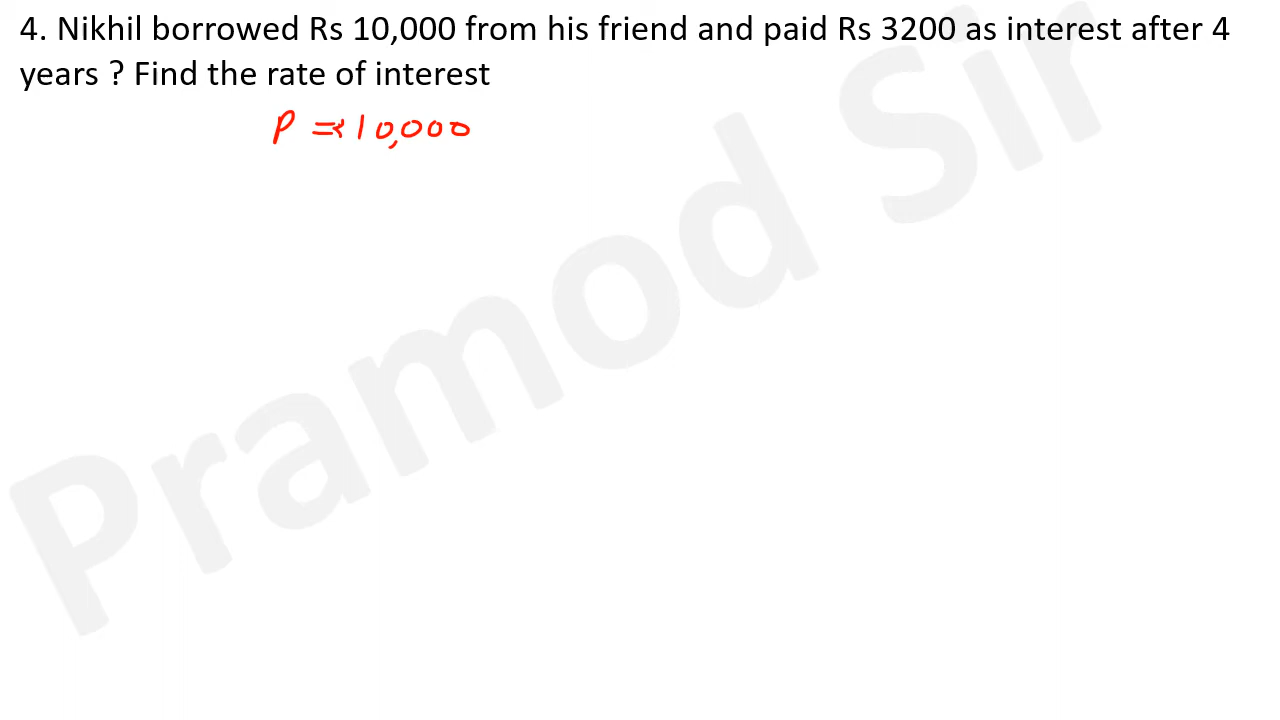 4. Nikhil borrowed Rs 10,000 from his friend and paid Rs 3200 as interest after 4
years ? Find the rate of interest
P = 10,000
Pramod Sir